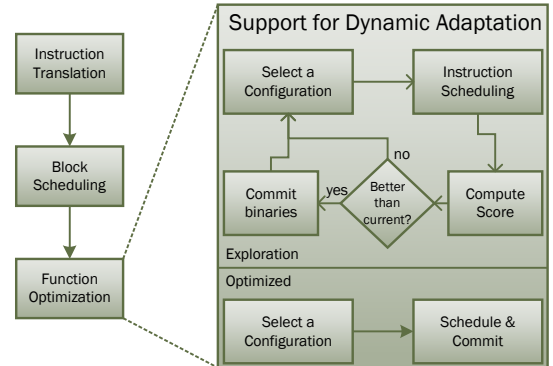 Instruction
Translation
Block
Scheduling
Function
Optimization
Support for Dynamic Adaptation
Select a
Configuration
Instruction
Scheduling
no
Commit
binaries
yes
Better
than
current?
Compute
Score
Exploration
Optimized
Select a
Configuration
Schedule &
Commit